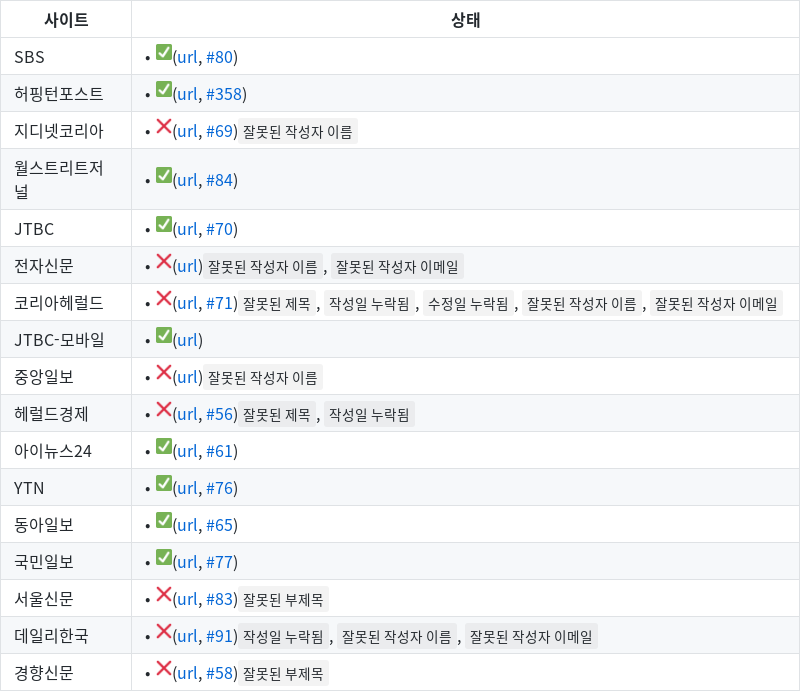 사이트 상태
SBS • ✅(url, #80)
허핑턴포스트 • ✅(url, #358)
지디넷코리아 • ❌(url, #69) 잘못된 작성자 이름
월스트리트저
널 • ✅(url, #84)
JTBC • ✅(url, #70)
전자신문 • ❌(url) 잘못된 작성자 이름 , 잘못된 작성자 이메일
코리아헤럴드 • ❌(url, #71) 잘못된 제목 , 작성일 누락됨 , 수정일 누락됨 , 잘못된 작성자 이름 , 잘못된 작성자 이메일
JTBC-모바일 • ✅(url)
중앙일보 • ❌(url) 잘못된 작성자 이름
헤럴드경제 • ❌(url, #56) 잘못된 제목 , 작성일 누락됨
아이뉴스24 • ✅(url, #61)
YTN • ✅(url, #76)
동아일보 • ✅(url, #65)
국민일보 • ✅(url, #77)
서울신문 • ❌(url, #83) 잘못된 부제목
데일리한국 • ❌(url, #91) 작성일 누락됨 , 잘못된 작성자 이름 , 잘못된 작성자 이메일
경향신문 • ❌(url, #58) 잘못된 부제목